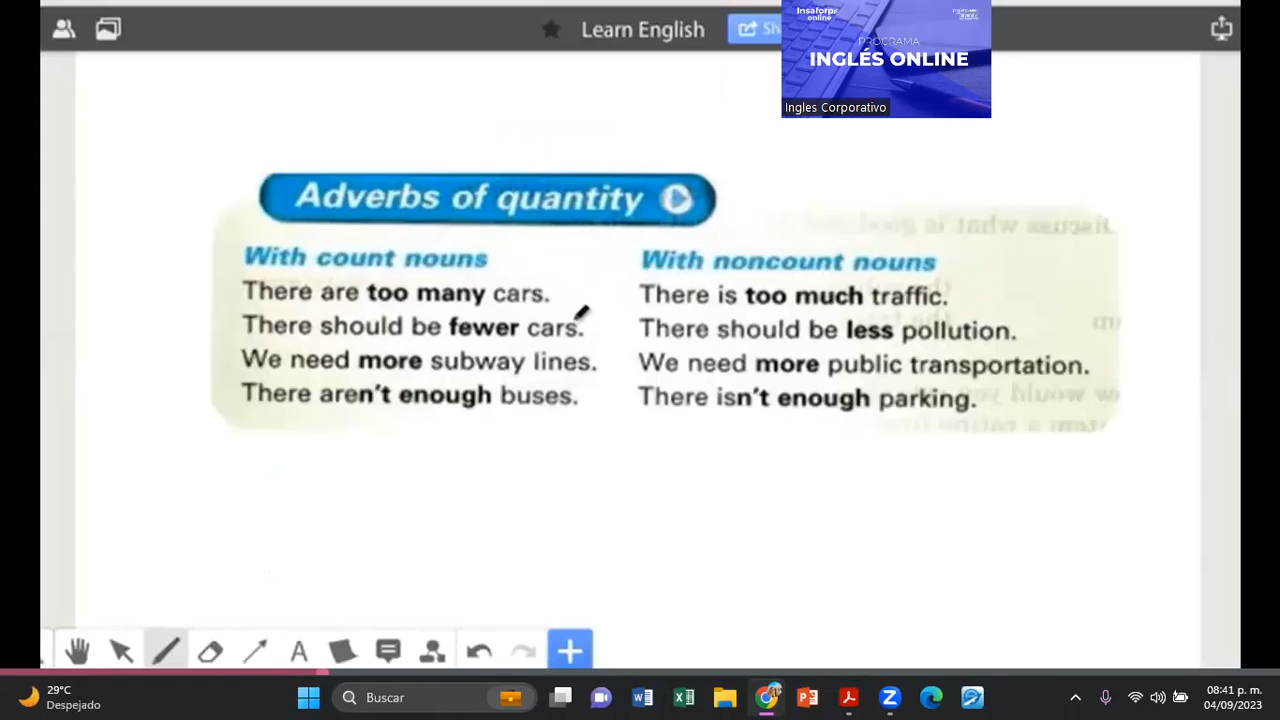 Learn English
Insaforp
online
PROGRAMA
INGLÉS ONLINE
Ingles Corporativo
Adverbs of quantity
With count nouns
There are too many cars.
There should be fewer cars.
We need more subway lines.
There aren't enough buses.
With noncount nouns
There is too much traffic.
There should be less pollution.
We need more public transportation.
There isn't enough parking.
A
29°C
Despejado
Buscar
08:41 p. m.
04/09/2023